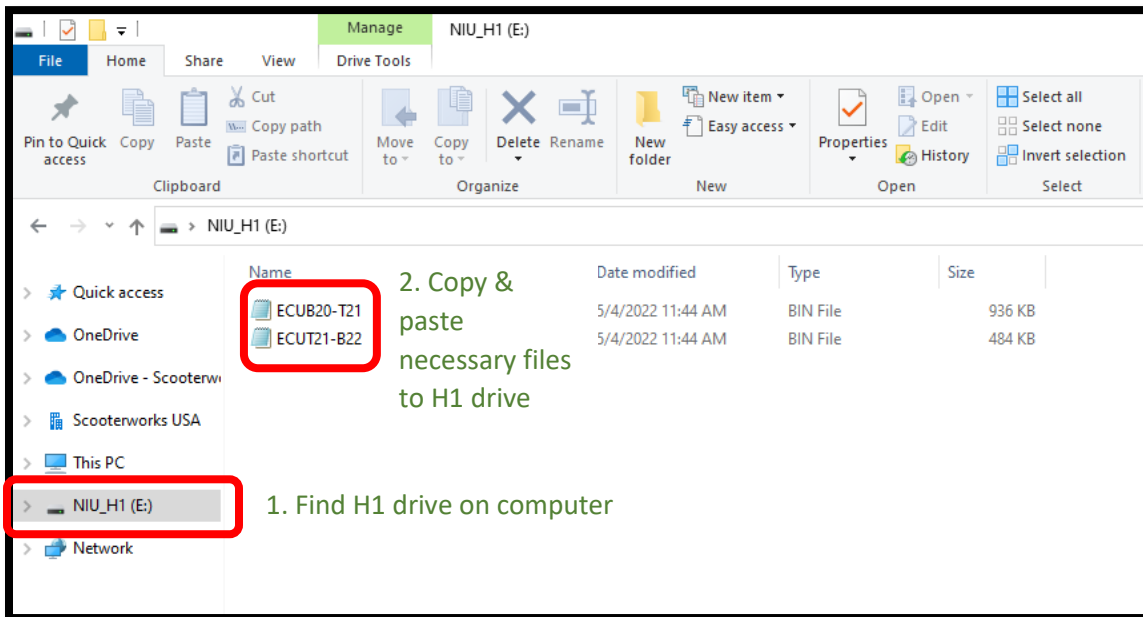 Manage NIU_H1 (E:)
File Home Share View Drive Tools
Pin to Quick access
Copy
Paste
Cut
Copy path
Paste shortcut
Clipboard
Move to
Copy to
Delete
Rename
Organize
New folder
New item
Easy access
New
Properties
Open
Edit
History
Open
Select all
Select none
Invert selection
Select
NIU_H1 (E:)
Quick access
OneDrive
OneDrive - Scooterw
Scooterworks USA
This PC
NIU_H1 (E:)
Network
Name Date modified Type Size
ECUB20-T21 5/4/2022 11:44 AM BIN File 936 KB
ECUT21-B22 5/4/2022 11:44 AM BIN File 484 KB
2. Copy &
paste
necessary files
to H1 drive
1. Find H1 drive on computer